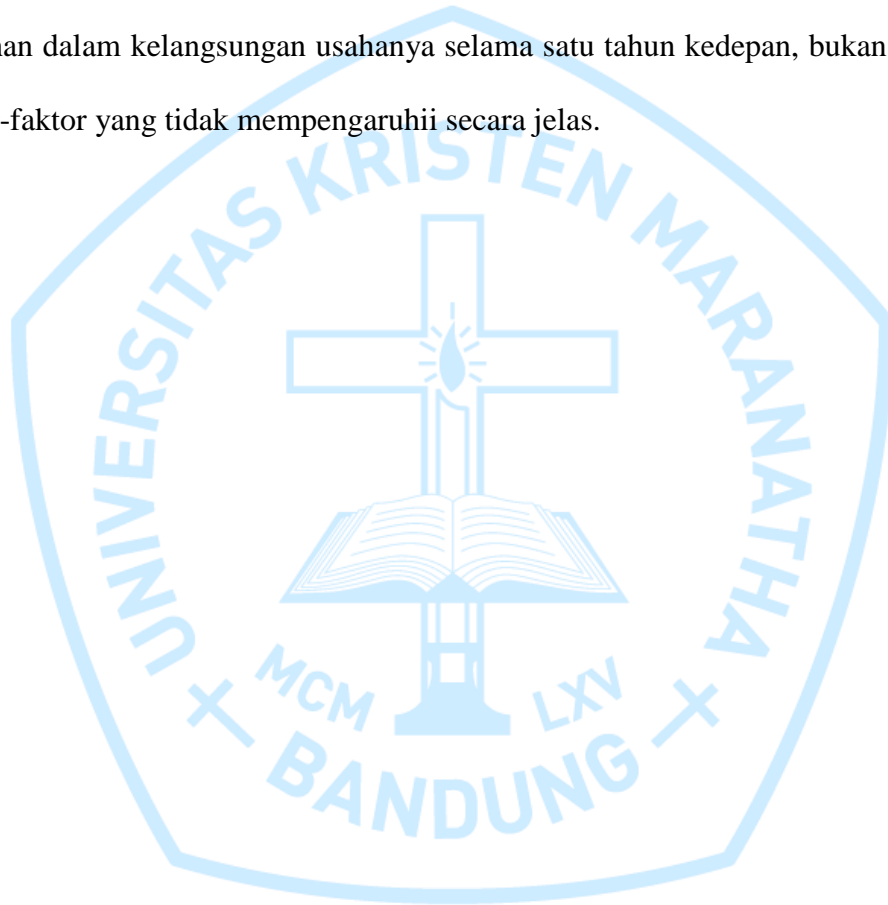 nan dalam kelangsungan usahanya selama satu tahun kedepan, bukan
-faktor yang tidak mempengaruhii secara jelas.
UNIVERSITAS KRISTEN MARANATHA
MCM LXV
BANDUNG